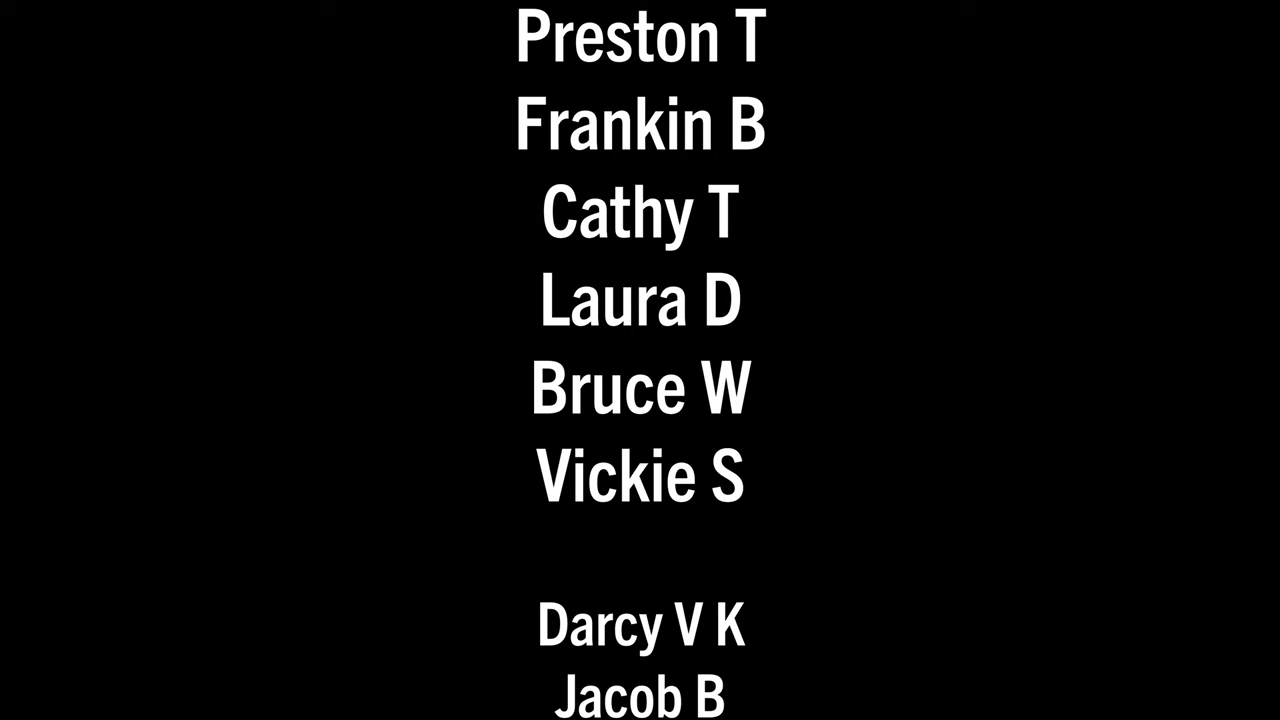 Preston T
Frankin B
Cathy T
Laura D
Bruce W
Vickie S
Darcy V K
Jacob B